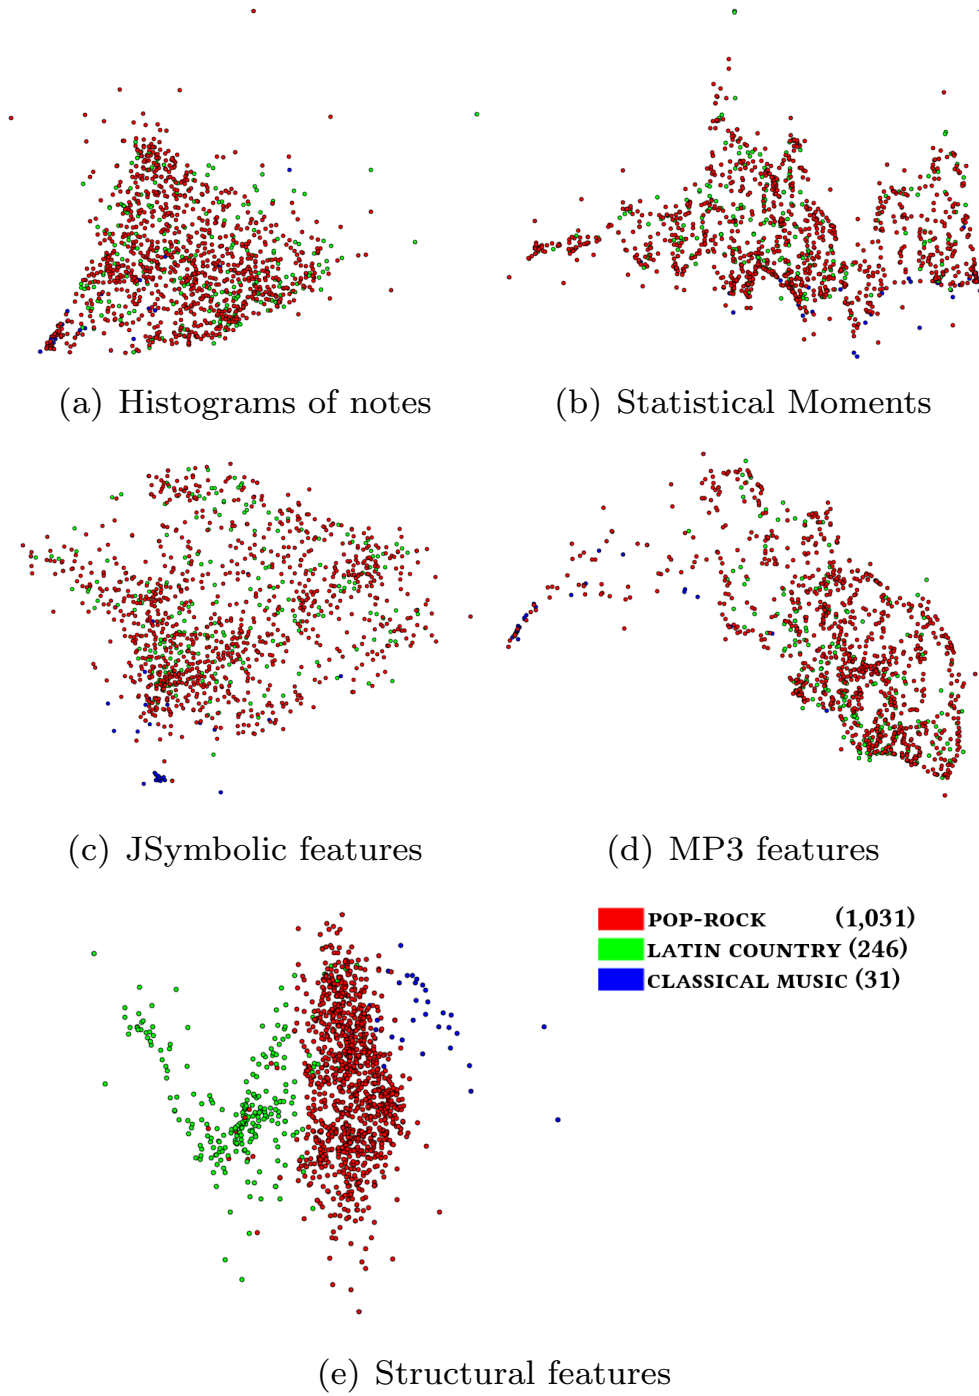 (a) Histograms of notes
(b) Statistical Moments
(c) JSymbolic features
(d) MP3 features
POP-ROCK (1,031)
LATIN COUNTRY (246)
CLASSICAL MUSIC (31)
(e) Structural features